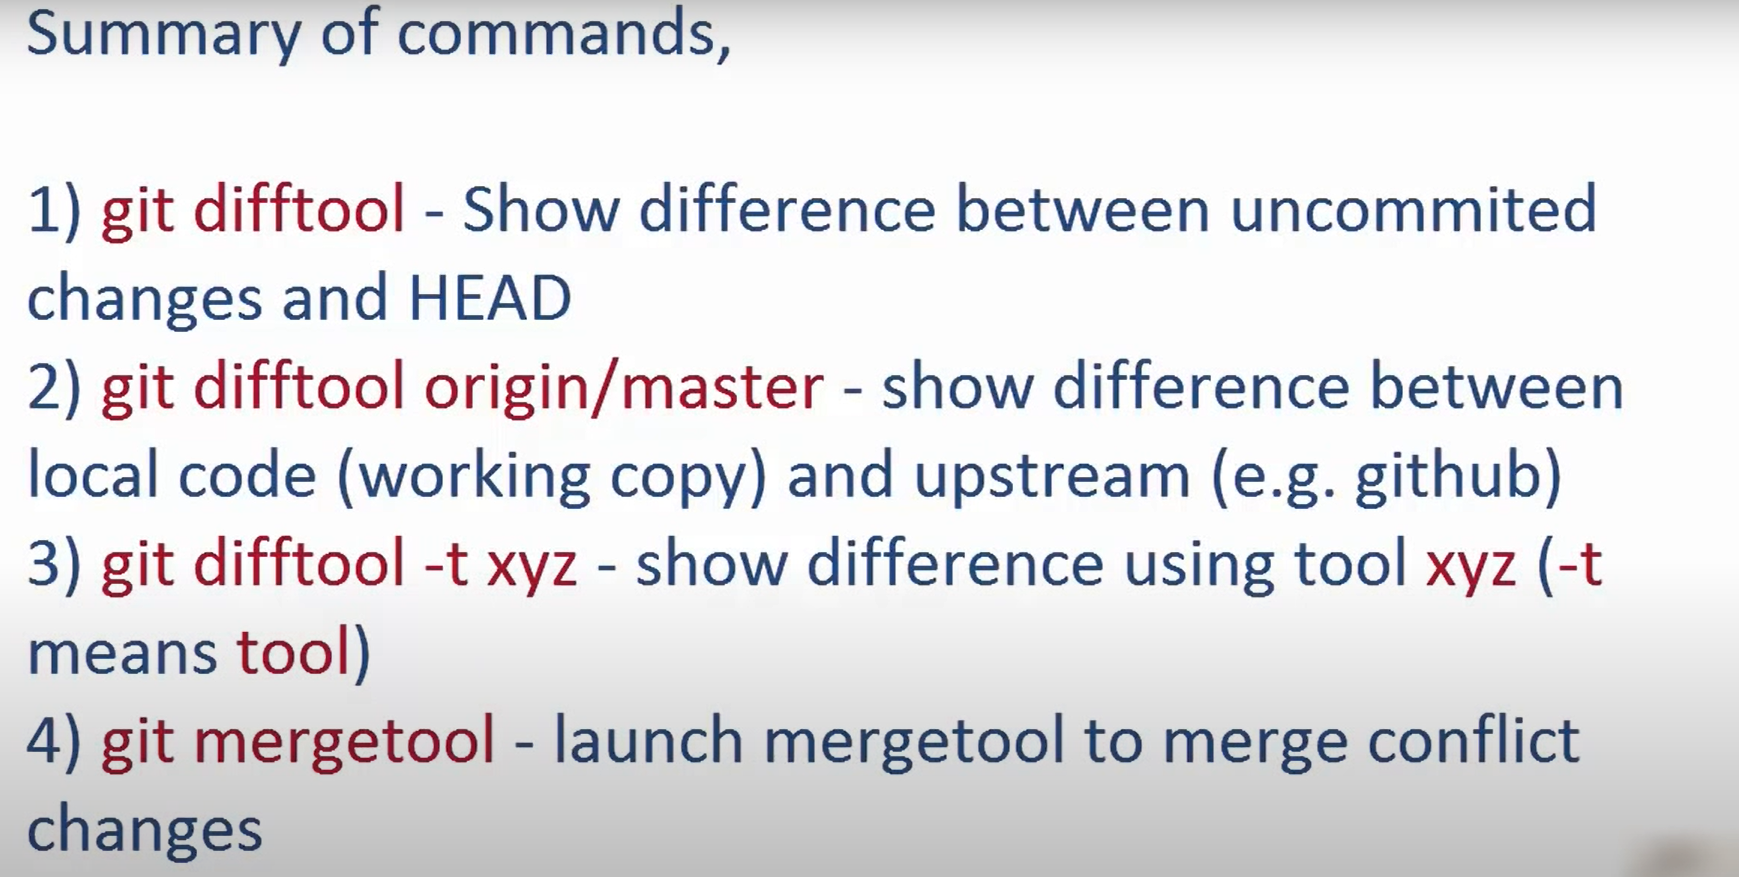 Summary of commands,
1) git difftool - Show difference between uncommited
changes and HEAD
2) git difftool origin/master - show difference between
local code (working copy) and upstream (e.g. github)
3) git difftool -t xyz - show difference using tool xyz (-t
means tool)
4) git mergetool - launch mergetool to merge conflict
changes